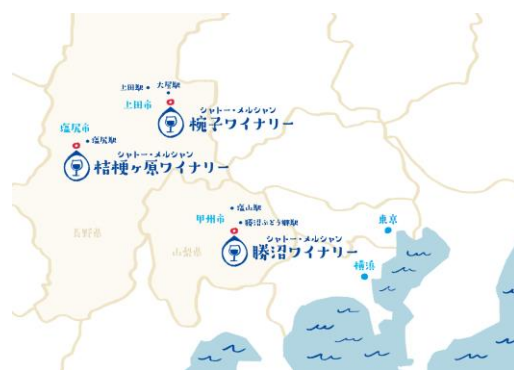 上田駅
大屋駅
上田市
シャトー・メルシャン
椀子ワイナリー
塩尻市
塩尻駅
シャトー・メルシャン
桔梗ヶ原ワイナリー
塩山駅
甲州市
勝沼ぶどう郷駅
東京
長野市
山梨市
シャトー・メルシャン
勝沼ワイナリー
横浜